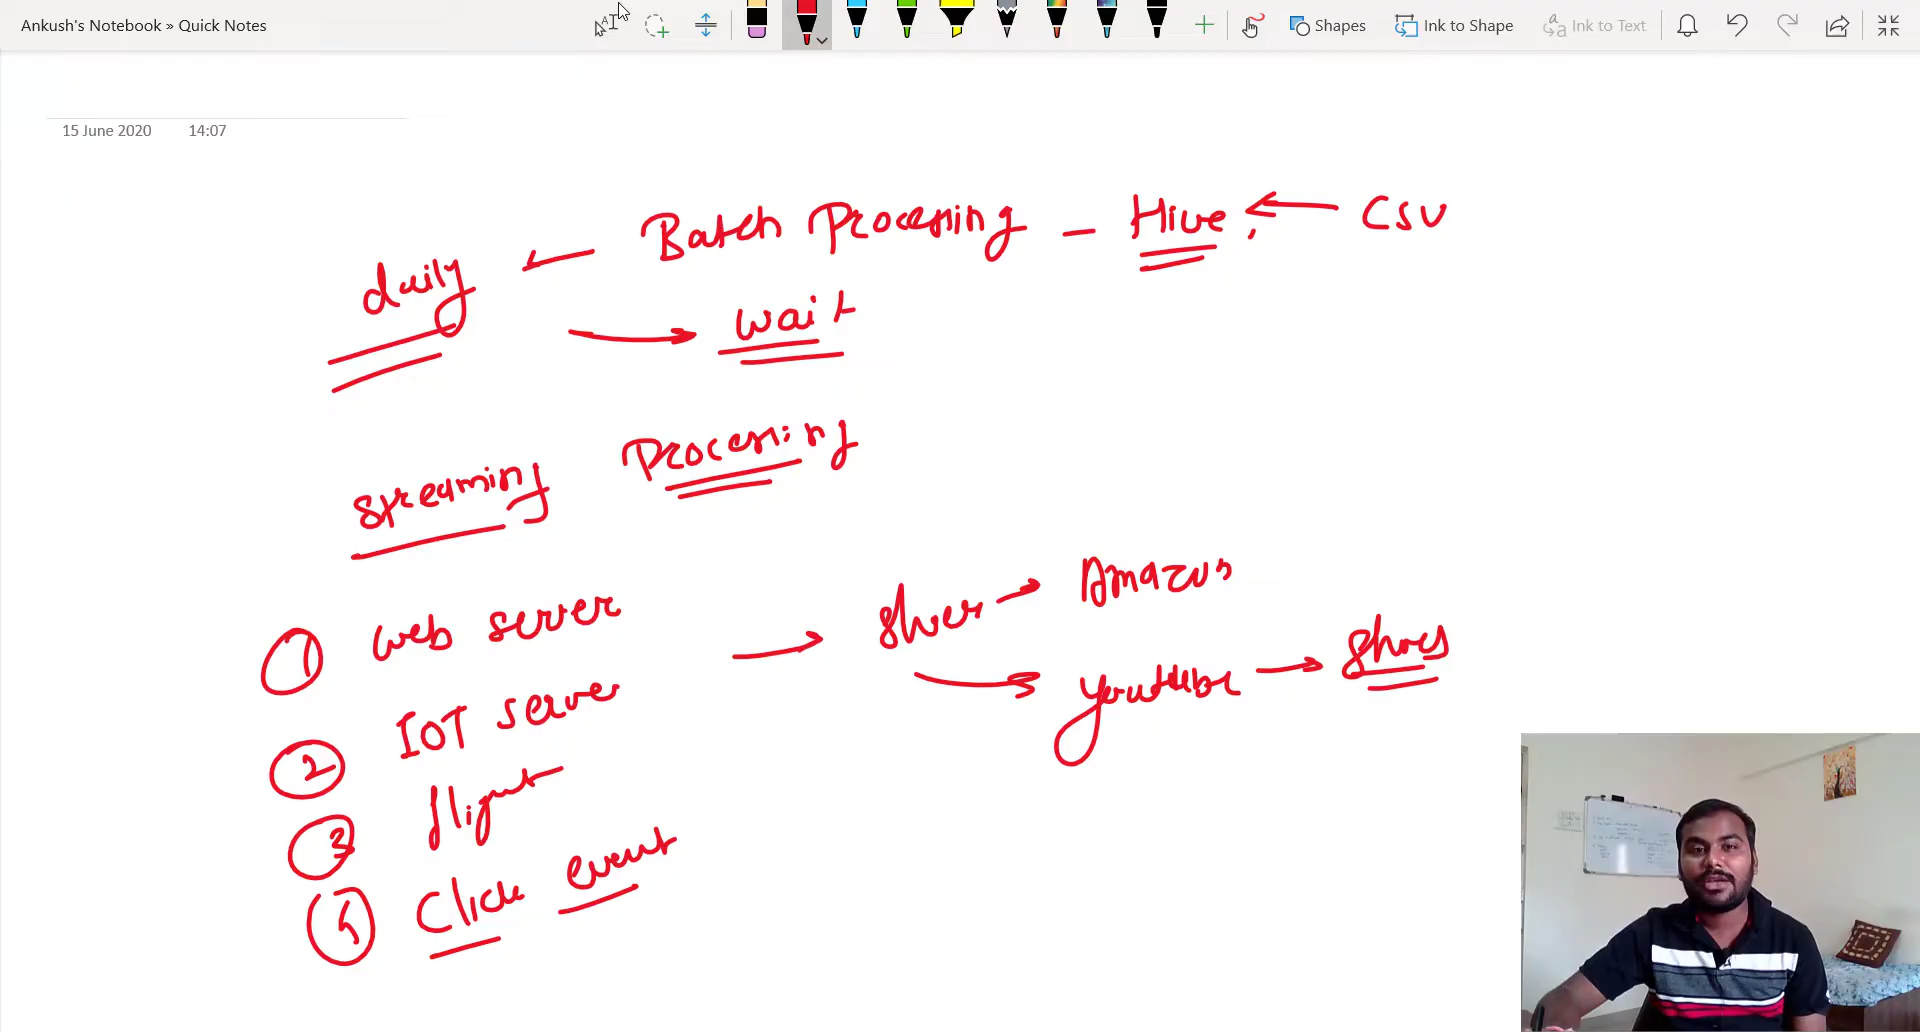 Ankush's Notebook » Quick Notes
Shapes
Ink to Shape
Ink to Text
15 June 2020 14:07
Batch Processing - Hive ← CSV
daily
wait
streaming Processing
1 web server
shoes → Amazon
youtube → shoes
2 IOT server
3 flight
4 Click event